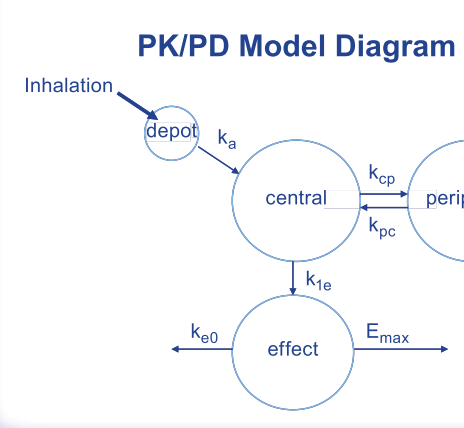 PK/PD Model Diagram
Inhalation
depot
ka
kcp
central
kpc
k1e
ke0
Emax
effect